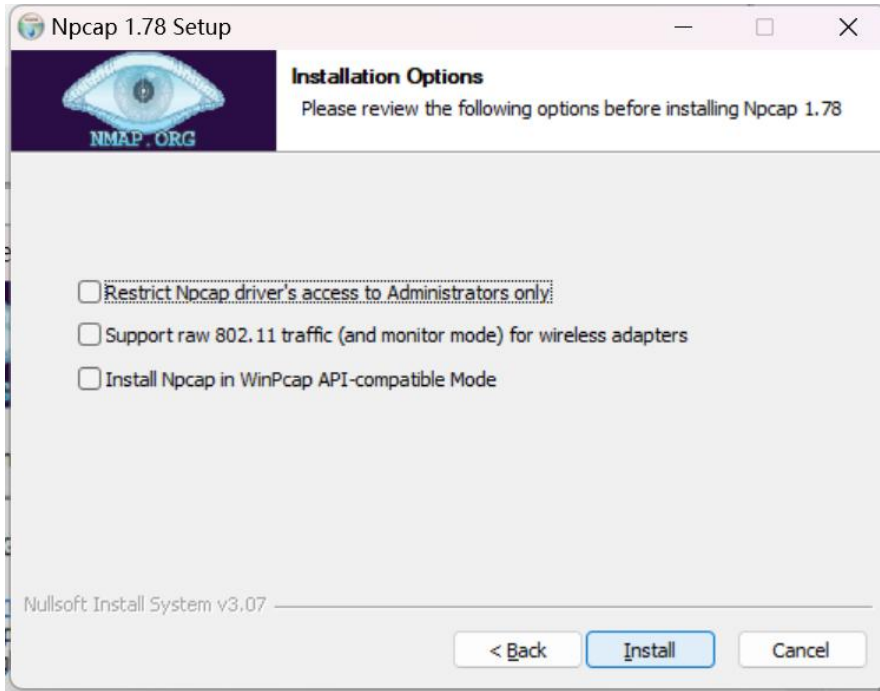 Npcap 1.78 Setup
NMAP.ORG
Installation Options
Please review the following options before installing Npcap 1.78
Restrict Npcap driver's access to Administrators only
Support raw 802.11 traffic (and monitor mode) for wireless adapters
Install Npcap in WinPcap API-compatible Mode
Nullsoft Install System v3.07
< Back
Install
Cancel